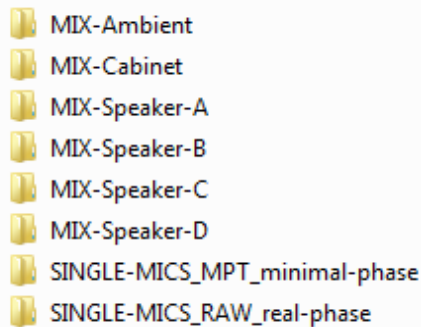 MIX-Ambient
MIX-Cabinet
MIX-Speaker-A
MIX-Speaker-B
MIX-Speaker-C
MIX-Speaker-D
SINGLE-MICS_MPT_minimal-phase
SINGLE-MICS_RAW_real-phase